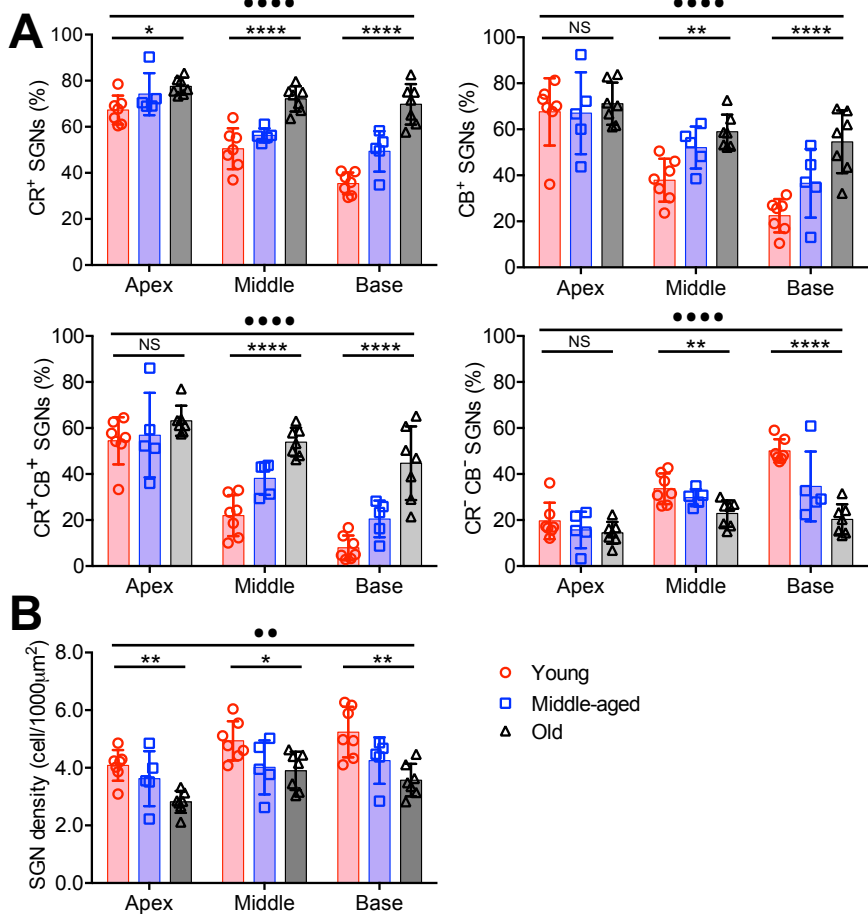 A
●●●●
* **** ****
CR⁺ SGNs (%)
100
80
60
40
20
0
Apex Middle Base
●●●●
NS ** ****
CB⁺ SGNs (%)
100
80
60
40
20
0
Apex Middle Base
●●●●
NS **** ****
CR⁺CB⁺ SGNs (%)
100
80
60
40
20
0
Apex Middle Base
●●●●
NS ** ****
CR⁻ CB⁻ SGNs (%)
100
80
60
40
20
0
Apex Middle Base
B
●●
** * **
SGN density (cell/1000μm²)
8.0
6.0
4.0
2.0
0.0
Apex Middle Base
Young
Middle-aged
Old